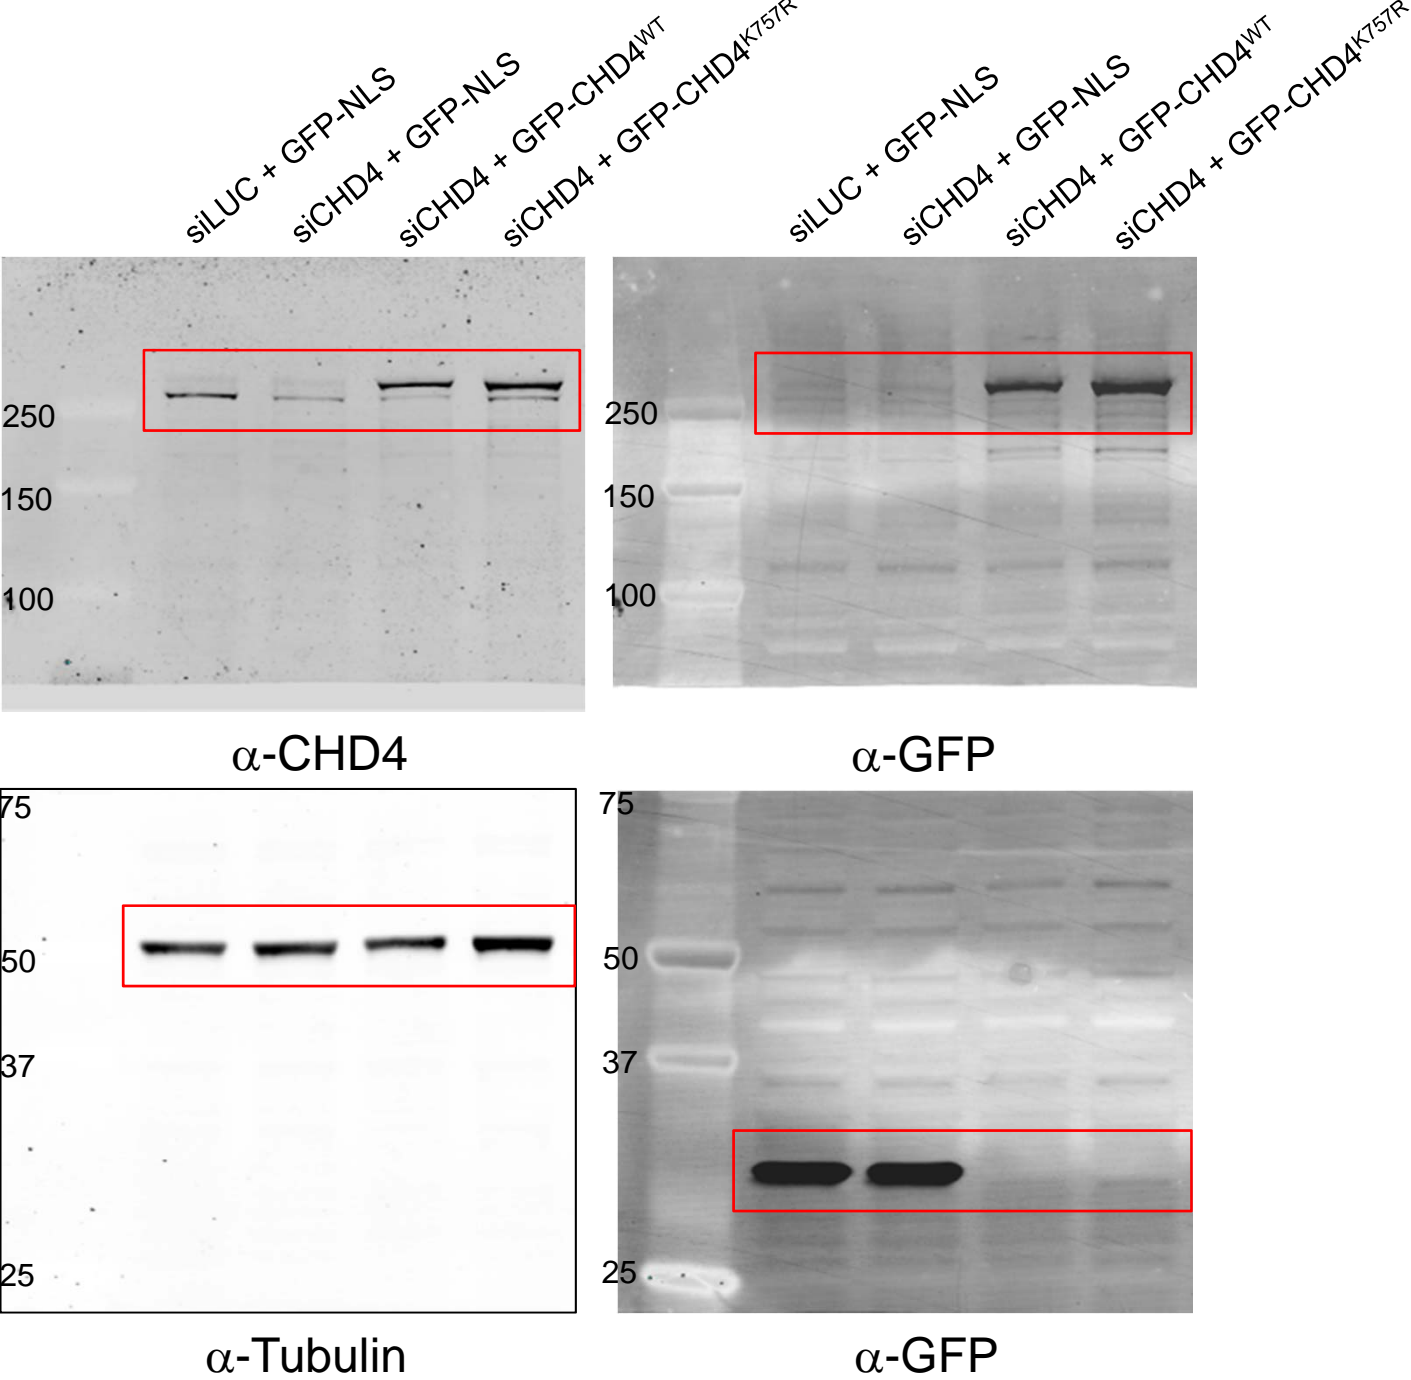 siLUC + GFP-NLS
siCHD4 + GFP-NLS
siCHD4 + GFP-CHD4WT
siCHD4 + GFP-CHD4K757R
siLUC + GFP-NLS
siCHD4 + GFP-NLS
siCHD4 + GFP-CHD4WT
siCHD4 + GFP-CHD4K757R
250
150
100
250
150
100
α-CHD4
α-GFP
75
50
37
25
75
50
37
25
α-Tubulin
α-GFP